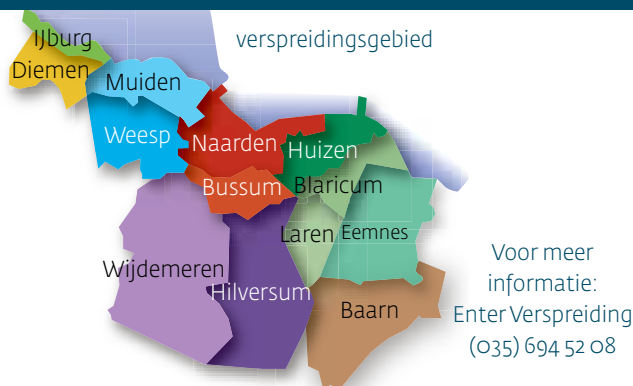 verspreidingsgebied
IJburg
Diemen
Muiden
Weesp
Naarden
Huizen
Bussum
Blaricum
Laren
Eemnes
Wijdemeren
Hilversum
Baarn
Voor meer
informatie:
Enter Verspreiding
(035) 694 52 08